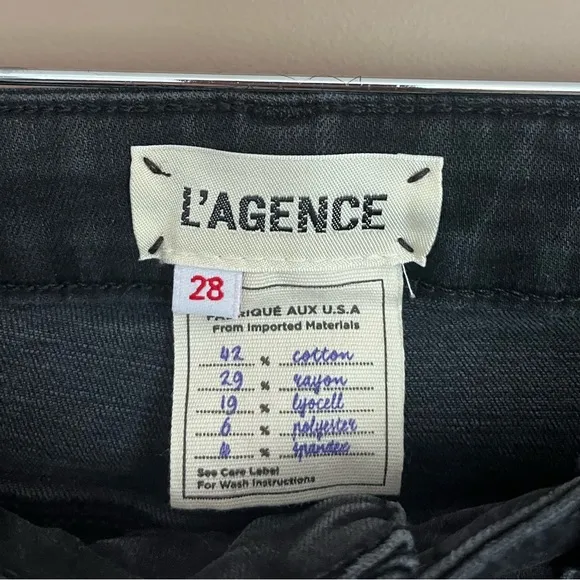 L'AGENCE
28
FABRIQUÉ AUX U.S.A
From Imported Materials
42 % cotton
29 % rayon
19 % lyocell
6 % polyester
4 % spandex
See Care Label
For Wash Instructions